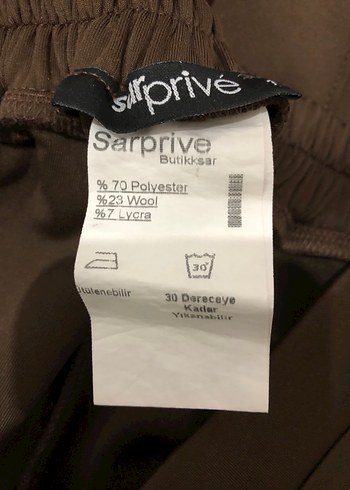 sarprivé
Sarprive
Butikksar
% 70 Polyester
%23 Wool
%7 Lycra
30°
Ütülenebilir
30 Dereceye
Kadar
Yıkanabilir